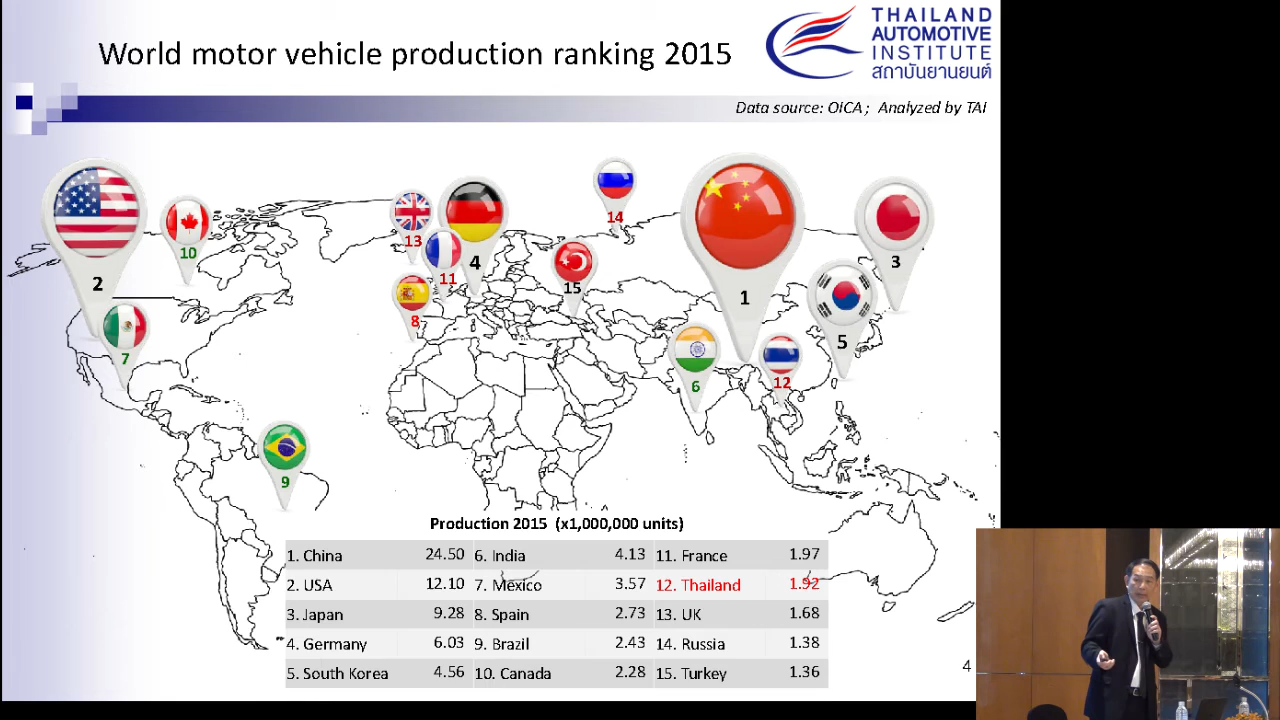 World motor vehicle production ranking 2015
THAILAND
AUTOMOTIVE
INSTITUTE
สถาบันยานยนต์
Data source: OICA; Analyzed by TAI
14
13
10
11
4
3
2
15
1
8
5
7
6
12
9
Production 2015 (x1,000,000 units)
1. China 24.50 6. India 4.13 11. France 1.97
2. USA 12.10 7. Mexico 3.57 12. Thailand 1.92
3. Japan 9.28 8. Spain 2.73 13. UK 1.68
4. Germany 6.03 9. Brazil 2.43 14. Russia 1.38
5. South Korea 4.56 10. Canada 2.28 15. Turkey 1.36
4